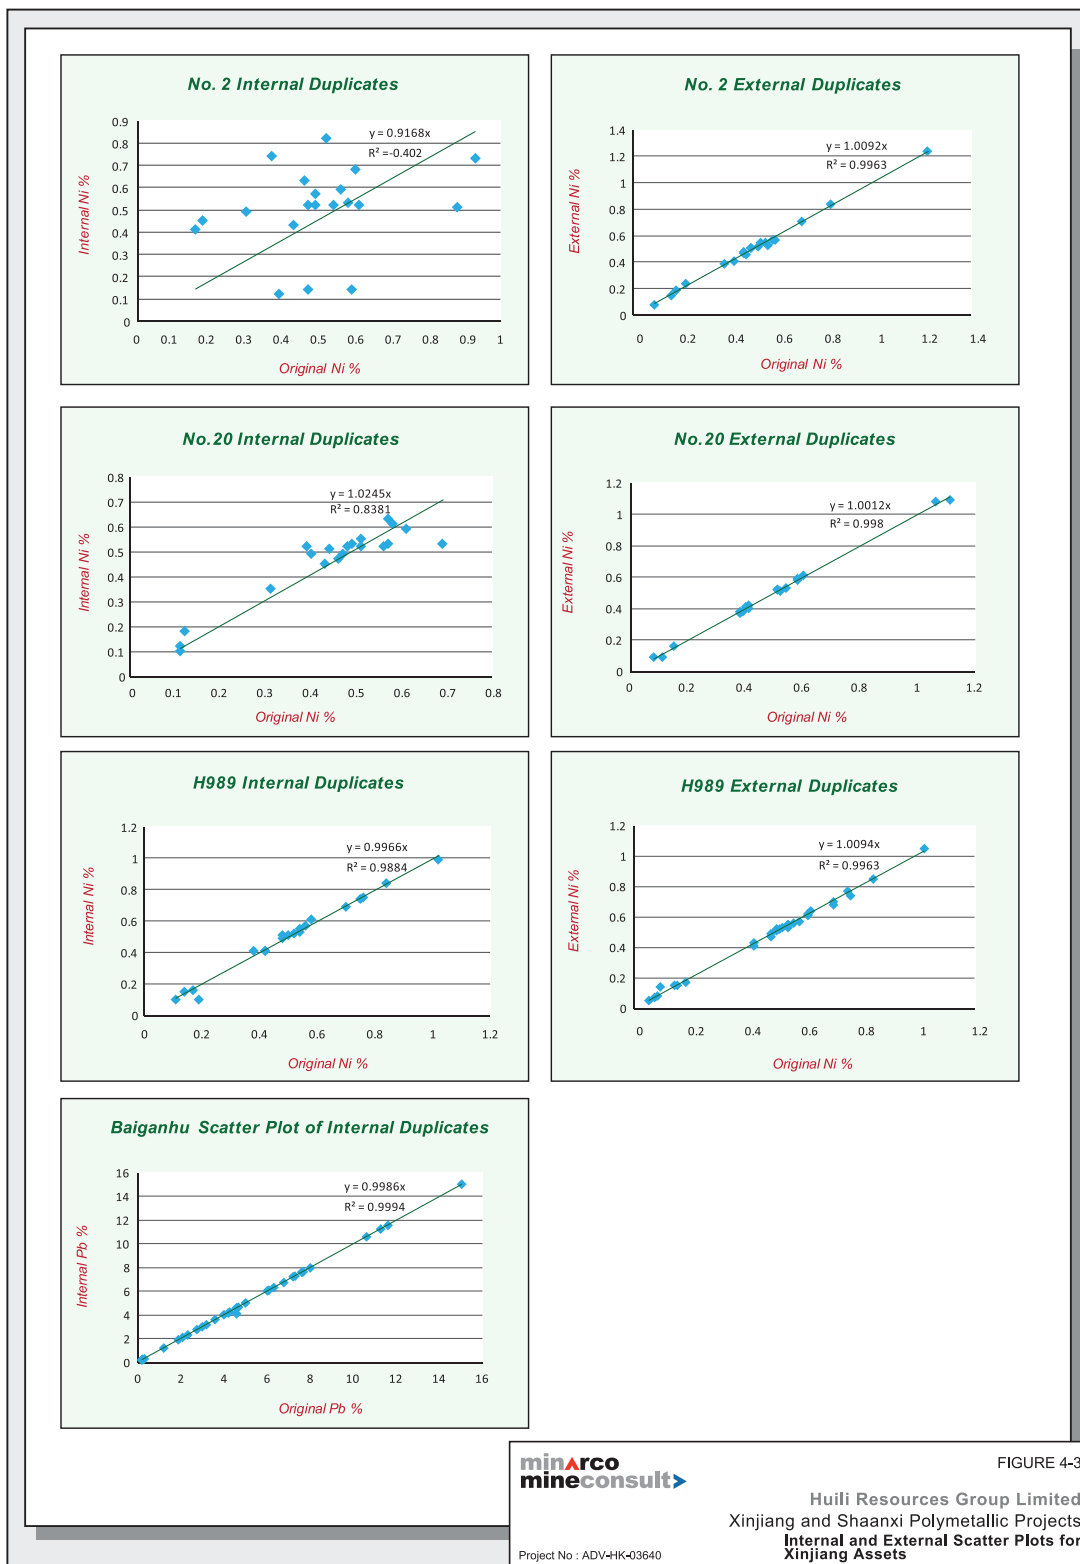 No. 2 Internal Duplicates
y = 0.9168x
R² =-0.402
Internal Ni %
0.9
0.8
0.7
0.6
0.5
0.4
0.3
0.2
0.1
0
0 0.1 0.2 0.3 0.4 0.5 0.6 0.7 0.8 0.9 1
Original Ni %
No. 2 External Duplicates
y = 1.0092x
R² = 0.9963
External Ni %
1.4
1.2
1
0.8
0.6
0.4
0.2
0
0 0.2 0.4 0.6 0.8 1 1.2 1.4
Original Ni %
No.20 Internal Duplicates
y = 1.0245x
R² = 0.8381
Internal Ni %
0.8
0.7
0.6
0.5
0.4
0.3
0.2
0.1
0
0 0.1 0.2 0.3 0.4 0.5 0.6 0.7 0.8
Original Ni %
No.20 External Duplicates
y = 1.0012x
R² = 0.998
External Ni %
1.2
1
0.8
0.6
0.4
0.2
0
0 0.2 0.4 0.6 0.8 1 1.2
Original Ni %
H989 Internal Duplicates
y = 0.9966x
R² = 0.9884
Internal Ni %
1.2
1
0.8
0.6
0.4
0.2
0
0 0.2 0.4 0.6 0.8 1 1.2
Original Ni %
H989 External Duplicates
y = 1.0094x
R² = 0.9963
External Ni %
1.2
1
0.8
0.6
0.4
0.2
0
0 0.2 0.4 0.6 0.8 1 1.2
Original Ni %
Baiganhu Scatter Plot of Internal Duplicates
y = 0.9986x
R² = 0.9994
Internal Pb %
16
14
12
10
8
6
4
2
0
0 2 4 6 8 10 12 14 16
Original Pb %
minarco
mineconsult
FIGURE 4-3
Huili Resources Group Limited
Xinjiang and Shaanxi Polymetallic Projects
Internal and External Scatter Plots for
Xinjiang Assets
Project No : ADV-HK-03640